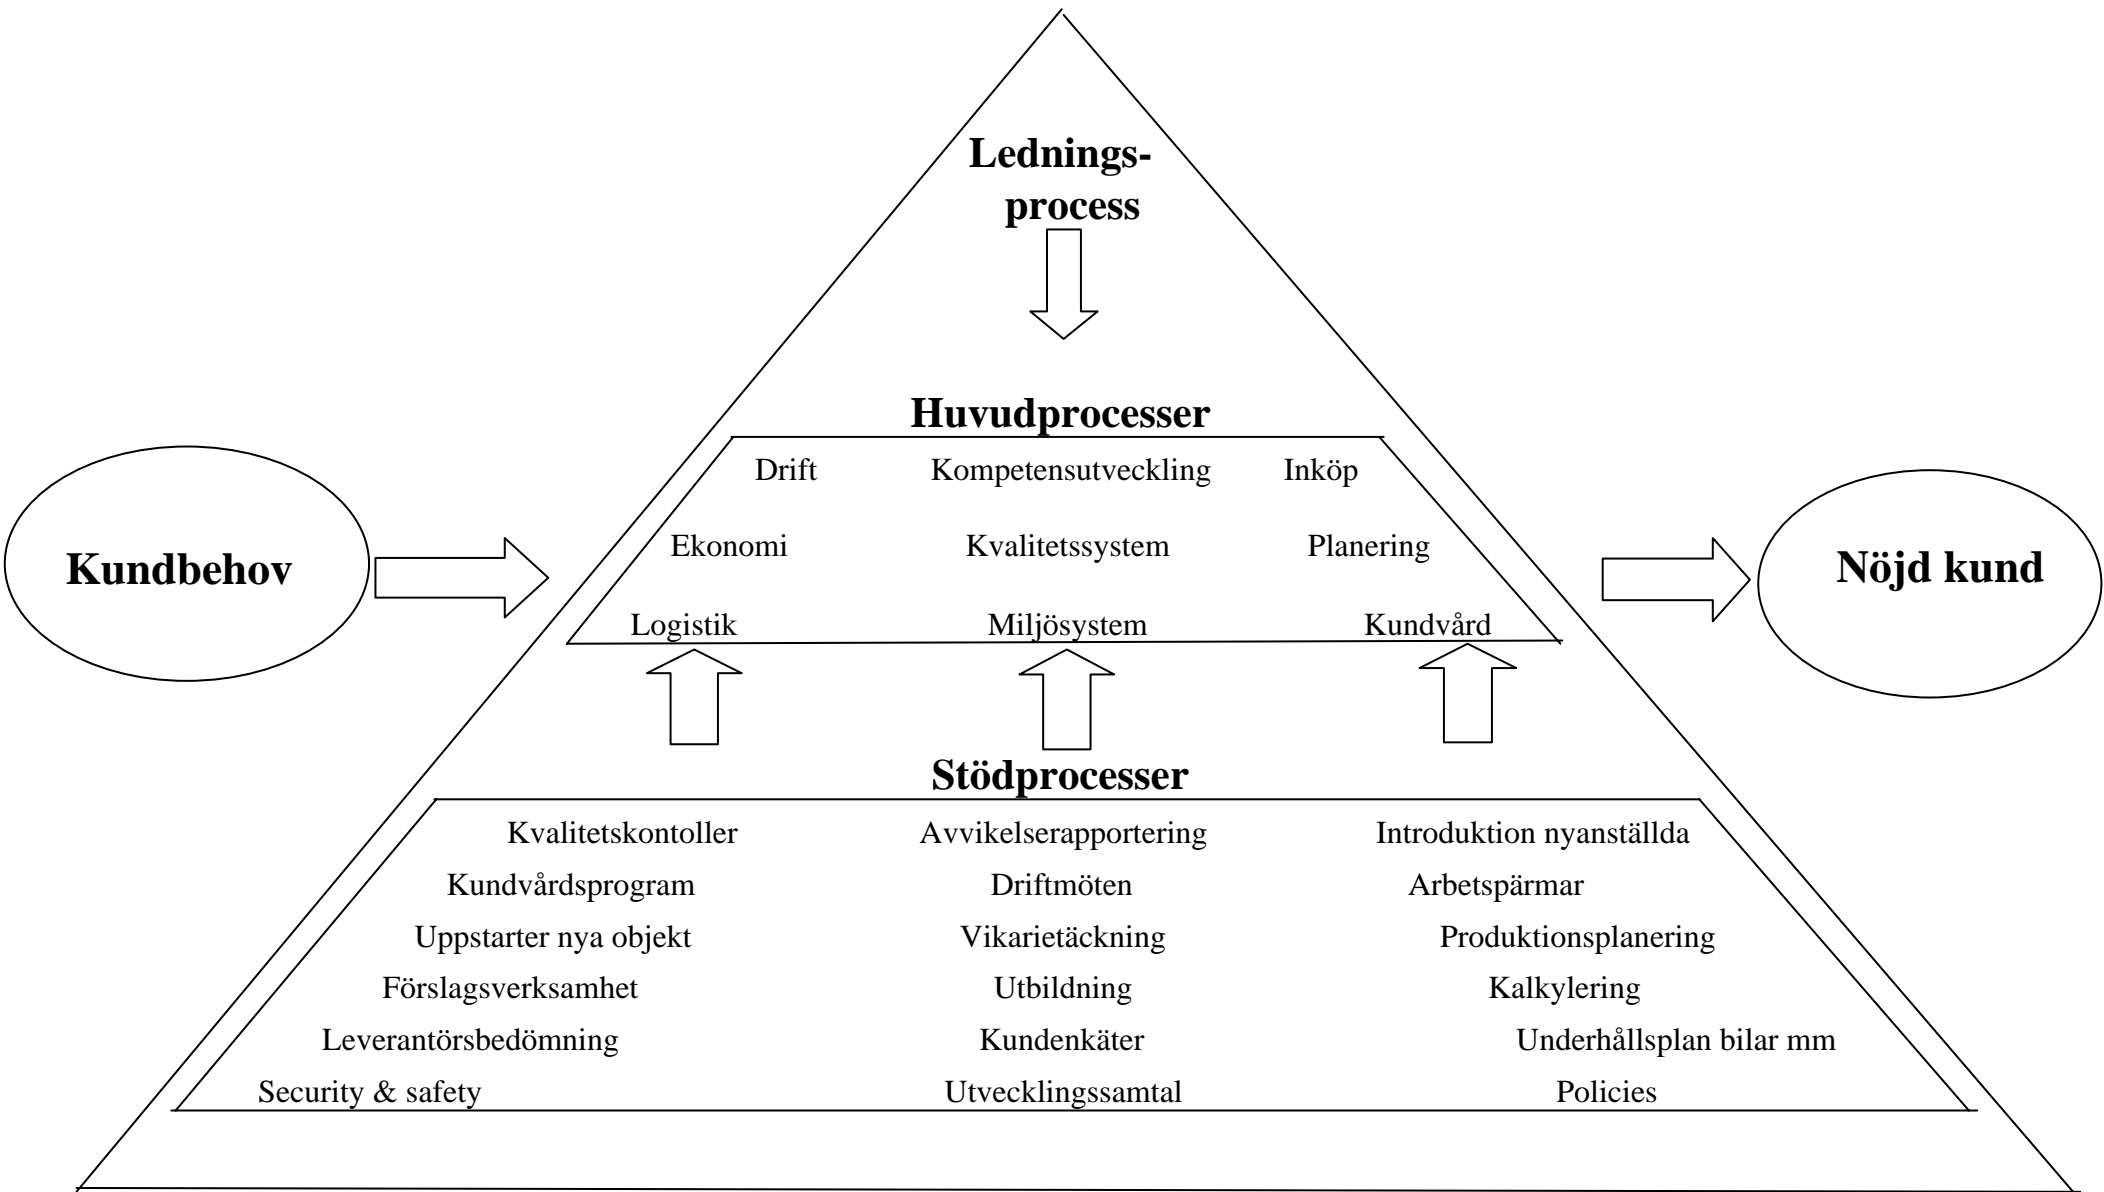 Lednings-
process
Huvudprocesser
Drift Kompetensutveckling Inköp
Ekonomi Kvalitetssystem Planering
Kundbehov
Nöjd kund
Logistik Miljösystem Kundvård
Stödprocesser
Kvalitetskontoller Avvikelserapportering Introduktion nyanställda
Kundvårdsprogram Driftmöten Arbetspärmar
Uppstarter nya objekt Vikarietäckning Produktionsplanering
Förslagsverksamhet Utbildning Kalkylering
Leverantörsbedömning Kundenkäter Underhållsplan bilar mm
Security & safety Utvecklingssamtal Policies